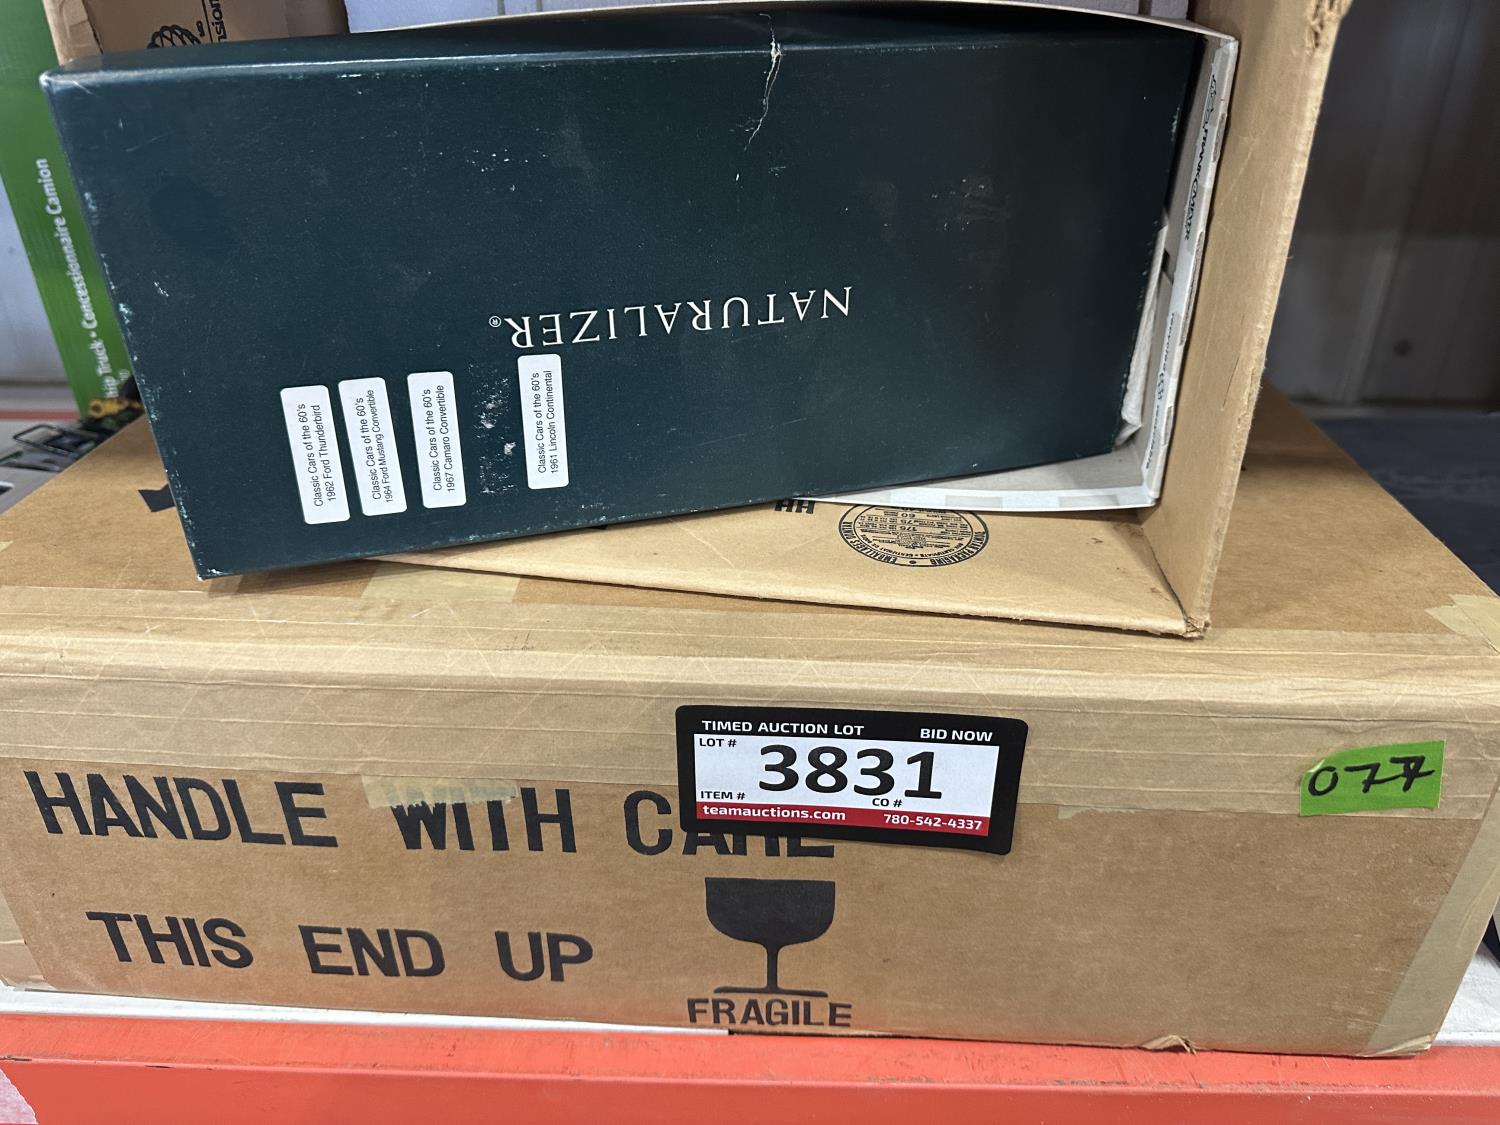 NATURALIZER®
Classic Cars of the 60's
1962 Ford Thunderbird
Classic Cars of the 60's
1964 Ford Mustang Convertible
Classic Cars of the 60's
1967 Camaro Convertible
Classic Cars of the 60's
1961 Lincoln Continental
Truck • Concessionnaire Camion
HH
TIMED AUCTION LOT
BID NOW
LOT #
3831
ITEM #
CO #
teamauctions.com
780-542-4337
077
HANDLE WITH CARE
THIS END UP
FRAGILE